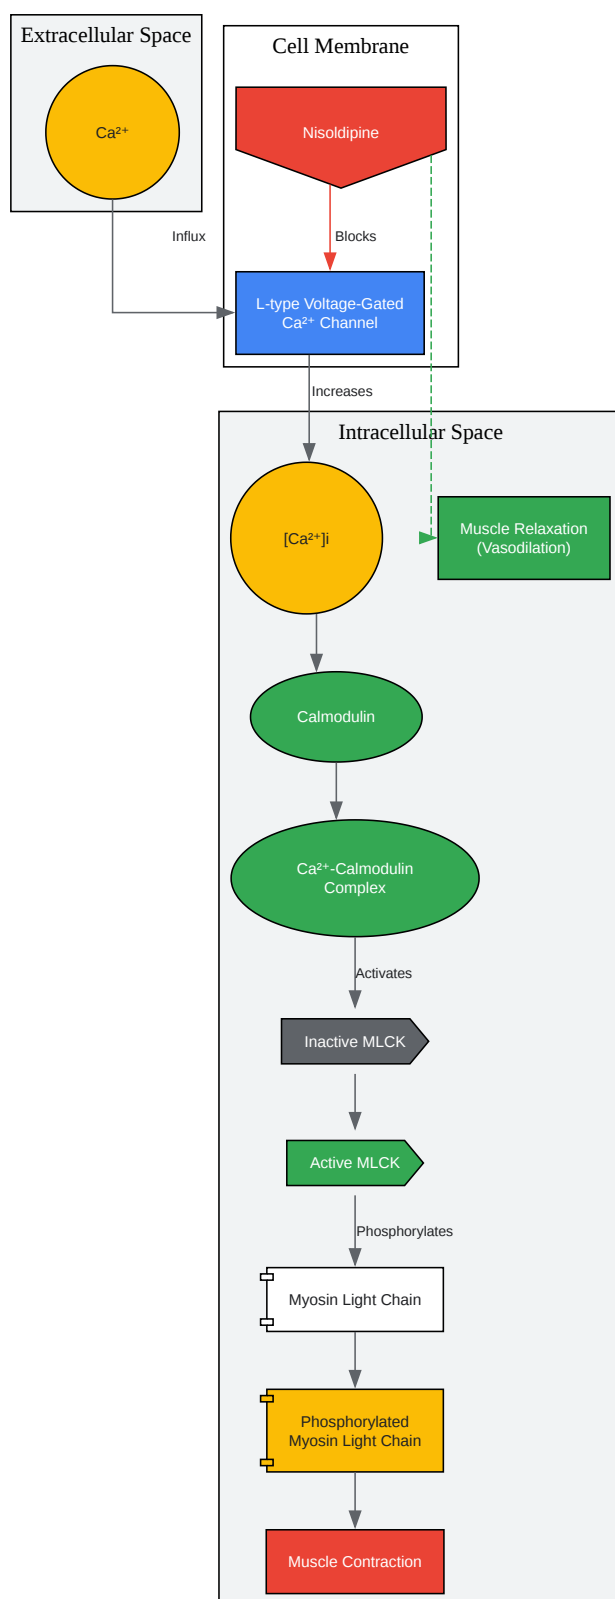 Extracellular Space
Cell Membrane
Ca²⁺
Nisoldipine
Influx
Blocks
L-type Voltage-Gated
Ca²⁺ Channel
Increases
Intracellular Space
[Ca²⁺]i
Muscle Relaxation
(Vasodilation)
Calmodulin
Ca²⁺-Calmodulin
Complex
Activates
Inactive MLCK
Active MLCK
Phosphorylates
Myosin Light Chain
Phosphorylated
Myosin Light Chain
Muscle Contraction